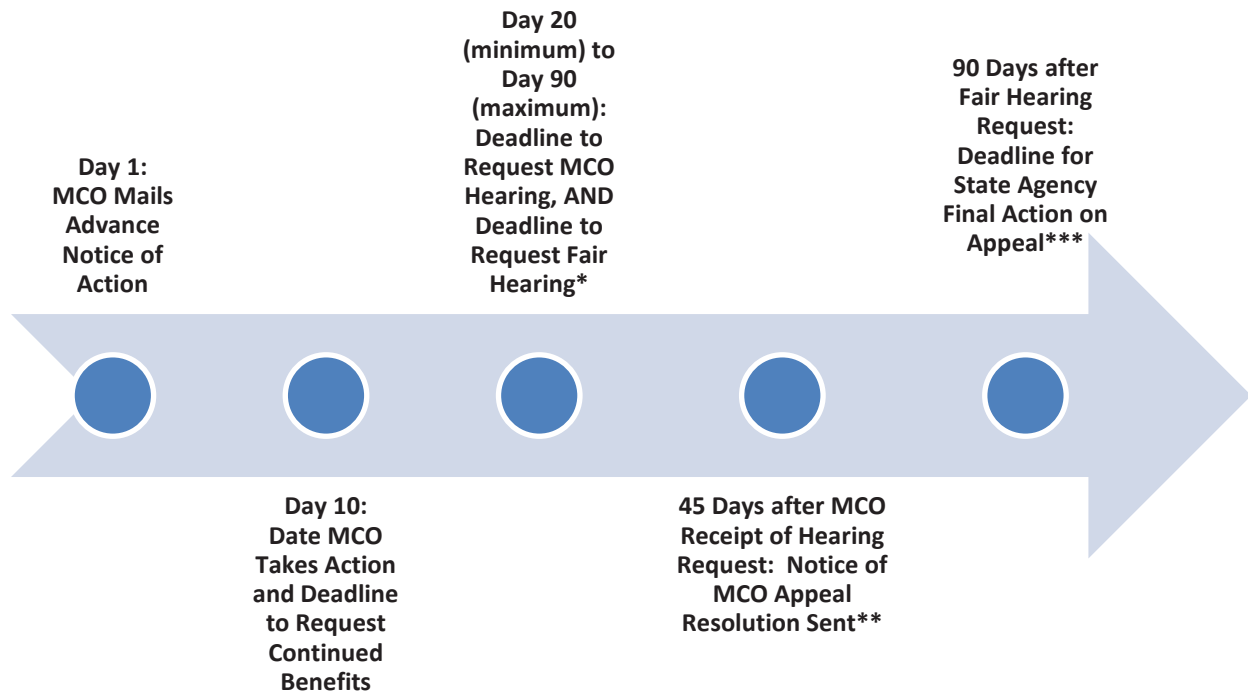 Day 1:
MCO Mails
Advance
Notice of
Action
Day 10:
Date MCO
Takes Action
and Deadline
to Request
Continued
Benefits
Day 20
(minimum) to
Day 90
(maximum):
Deadline to
Request MCO
Hearing, AND
Deadline to
Request Fair
Hearing*
45 Days after MCO
Receipt of Hearing
Request:  Notice of
MCO Appeal
Resolution Sent**
90 Days after
Fair Hearing
Request:
Deadline for
State Agency
Final Action on
Appeal***